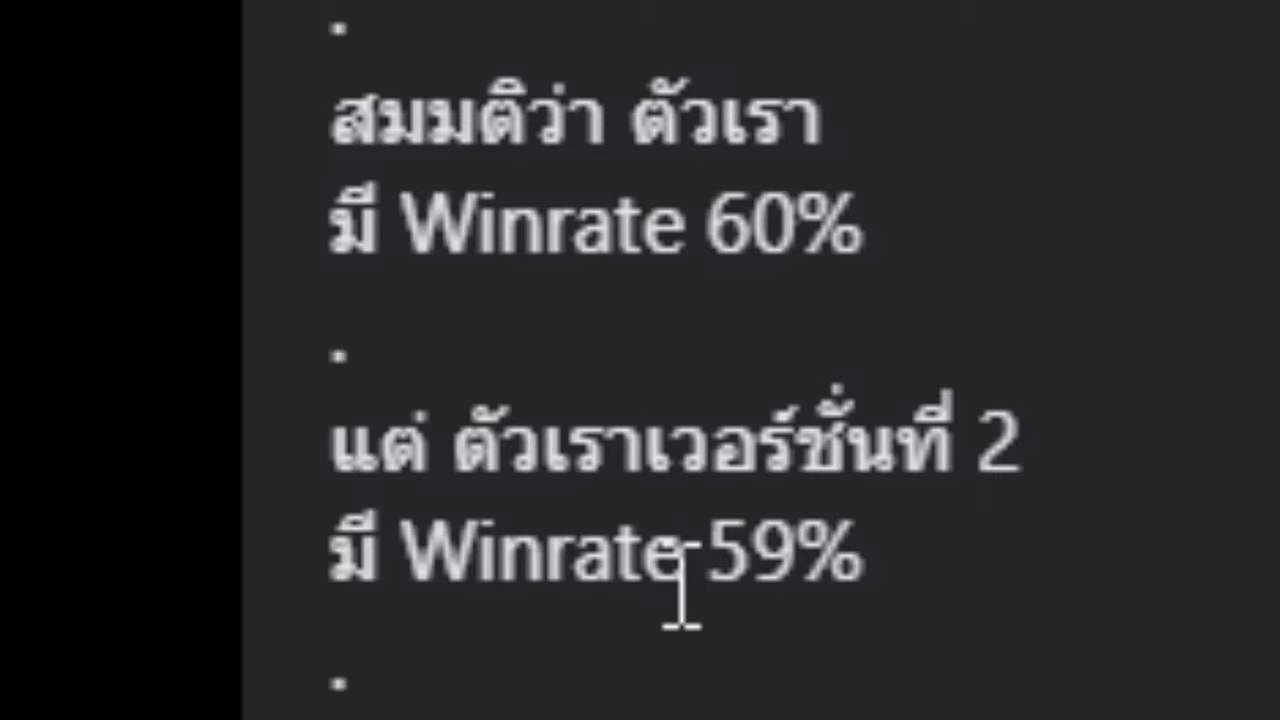 .
สมมติว่า ตัวเรา
มี Winrate 60%
.
แต่ ตัวเราเวอร์ชั่นที่ 2
มี Winrate 59%
.